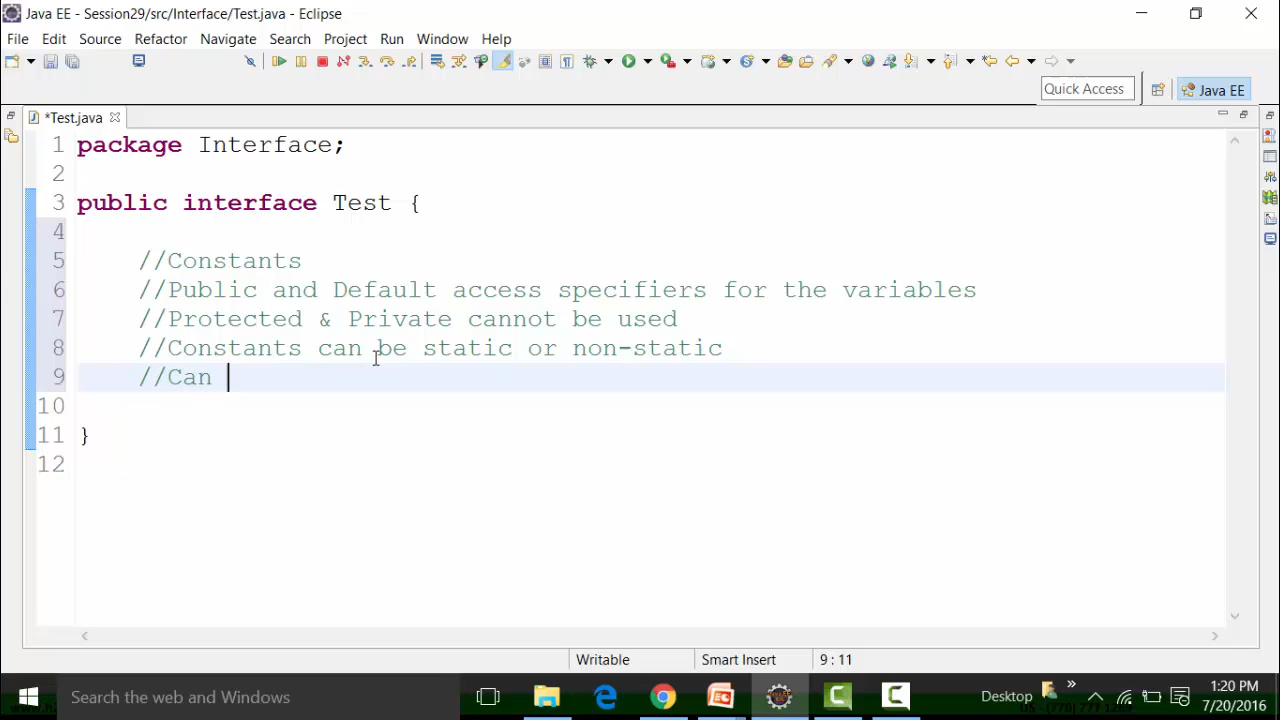 Java EE - Session29/src/Interface/Test.java - Eclipse
File Edit Source Refactor Navigate Search Project Run Window Help
Quick Access
Java EE
*Test.java
1 package Interface;
2
3 public interface Test {
4
5 //Constants
6 //Public and Default access specifiers for the variables
7 //Protected & Private cannot be used
8 //Constants can be static or non-static
9 //Can
10
11 }
12
Writable Smart Insert 9 : 11
Search the web and Windows
Desktop
1:20 PM
7/20/2016